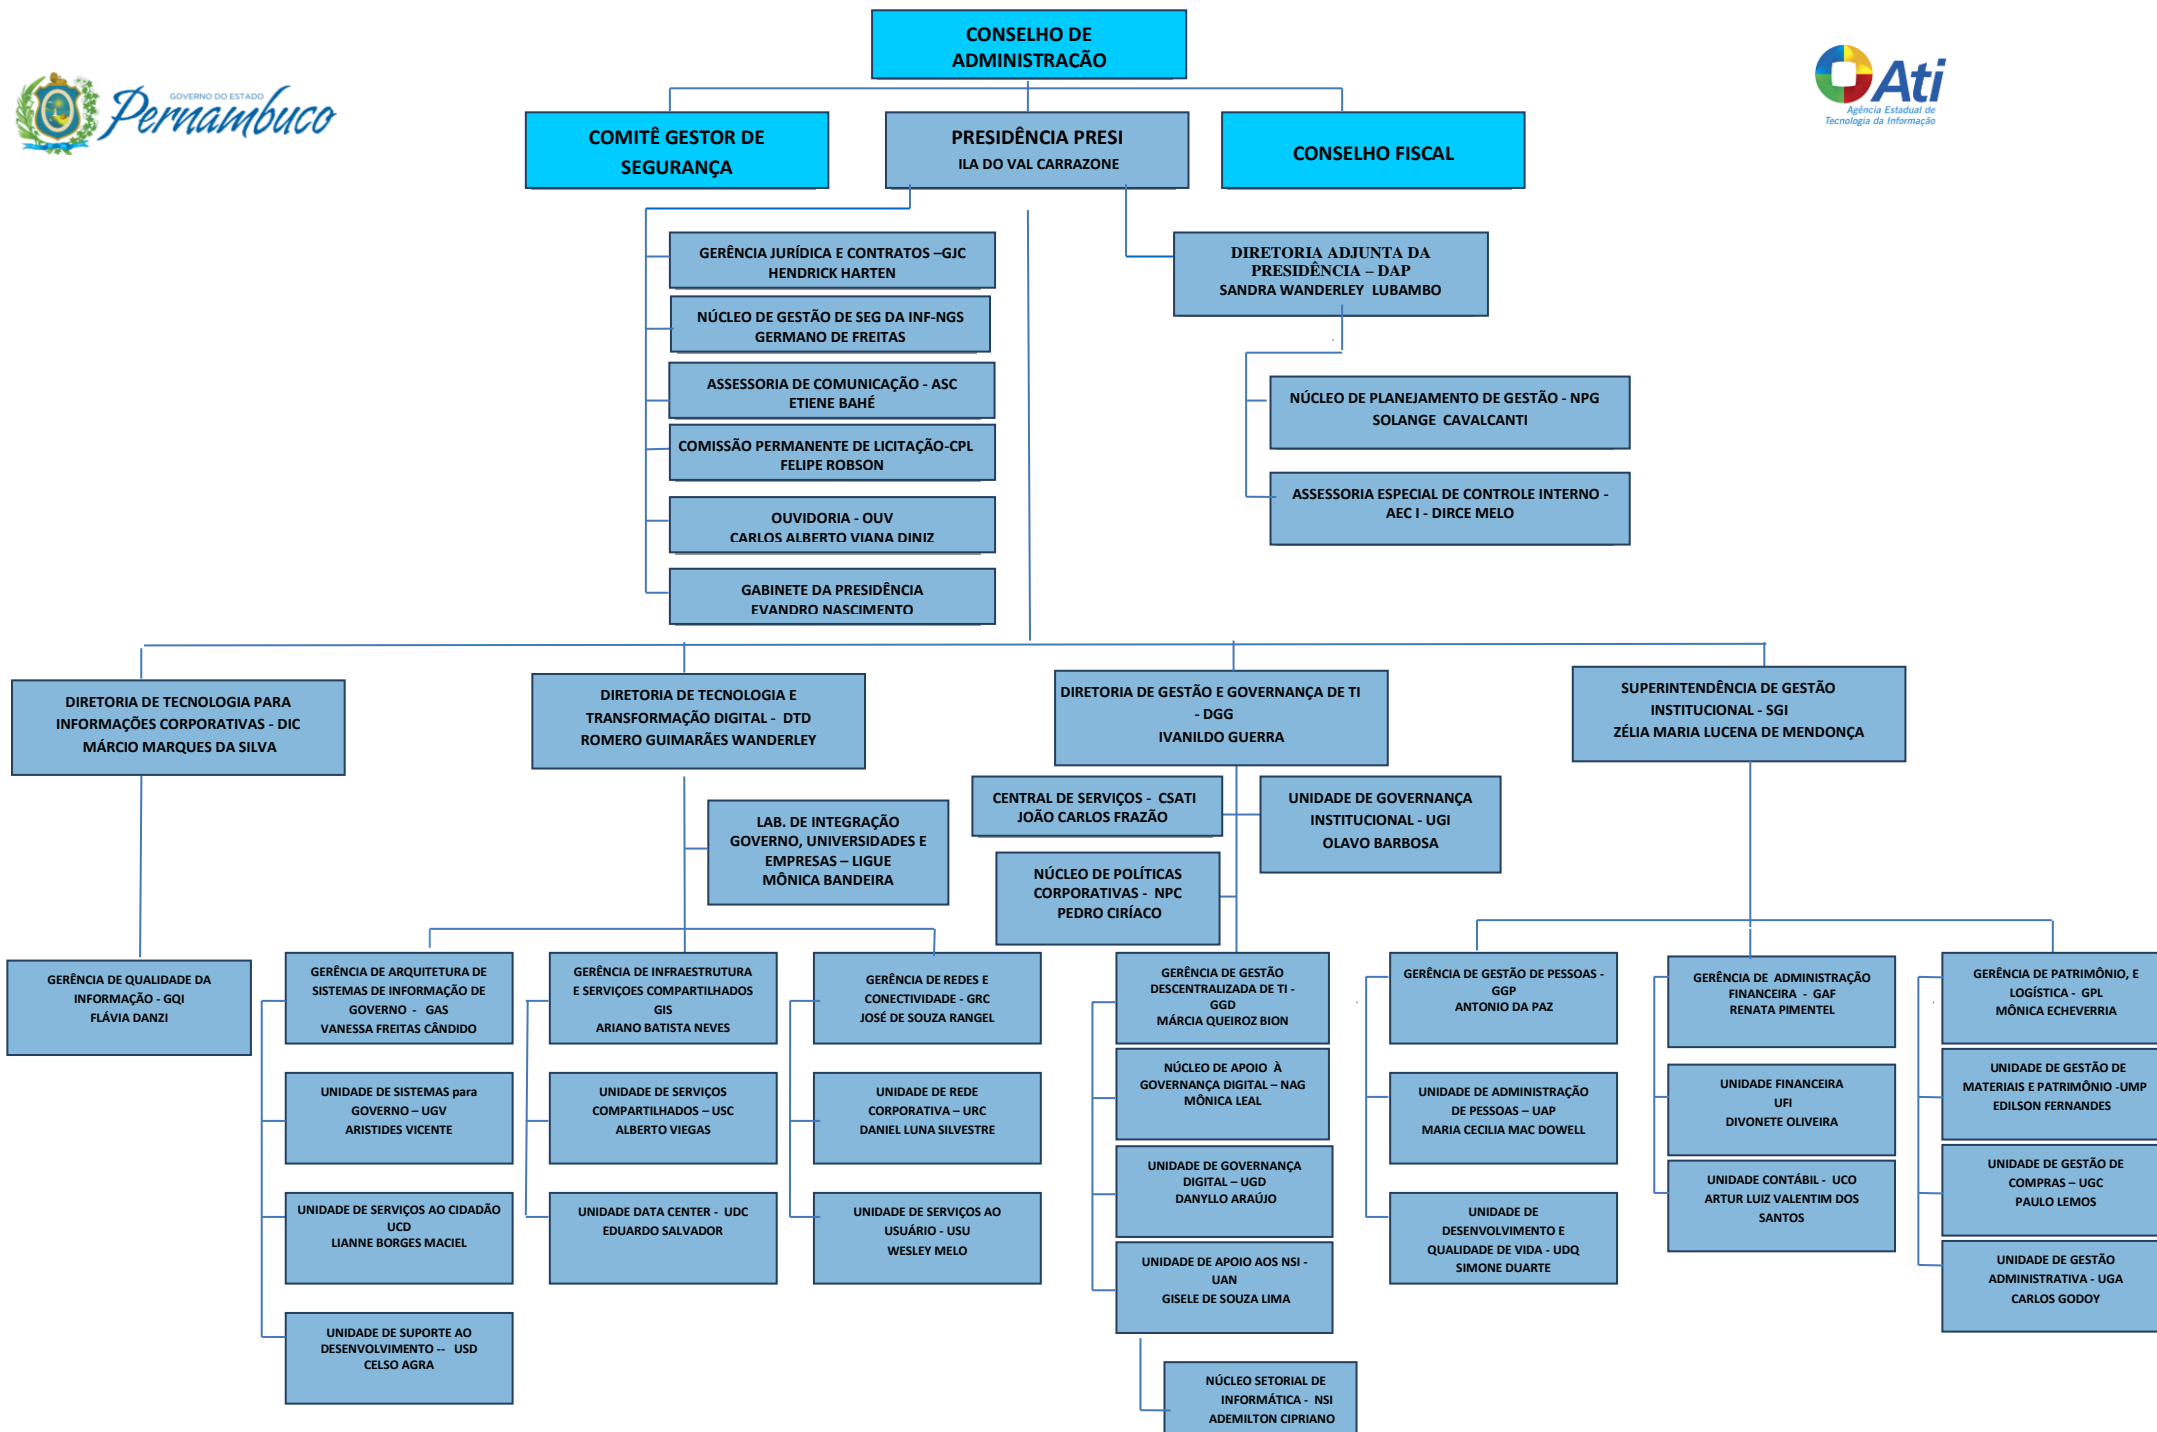 CONSELHO DE
ADMINISTRACÃO
GOVERNO DO ESTADO
Pernambuco
Ati
Agência Estadual de
Tecnologia da Informação
COMITÊ GESTOR DE
SEGURANÇA
PRESIDÊNCIA PRESI
ILA DO VAL CARRAZONE
CONSELHO FISCAL
GERÊNCIA JURÍDICA E CONTRATOS –GJC
HENDRICK HARTEN
NÚCLEO DE GESTÃO DE SEG DA INF-NGS
GERMANO DE FREITAS
ASSESSORIA DE COMUNICAÇÃO - ASC
ETIENE BAHÉ
COMISSÃO PERMANENTE DE LICITAÇÃO-CPL
FELIPE ROBSON
OUVIDORIA - OUV
CARLOS ALBERTO VIANA DINIZ
GABINETE DA PRESIDÊNCIA
EVANDRO NASCIMENTO
DIRETORIA ADJUNTA DA
PRESIDÊNCIA – DAP
SANDRA WANDERLEY LUBAMBO
NÚCLEO DE PLANEJAMENTO DE GESTÃO - NPG
SOLANGE CAVALCANTI
ASSESSORIA ESPECIAL DE CONTROLE INTERNO -
AEC I - DIRCE MELO
DIRETORIA DE TECNOLOGIA PARA
INFORMAÇÕES CORPORATIVAS - DIC
MÁRCIO MARQUES DA SILVA
DIRETORIA DE TECNOLOGIA E
TRANSFORMAÇÃO DIGITAL - DTD
ROMERO GUIMARÃES WANDERLEY
DIRETORIA DE GESTÃO E GOVERNANÇA DE TI
- DGG
IVANILDO GUERRA
SUPERINTENDÊNCIA DE GESTÃO
INSTITUCIONAL - SGI
ZÉLIA MARIA LUCENA DE MENDONÇA
LAB. DE INTEGRAÇÃO
GOVERNO, UNIVERSIDADES E
EMPRESAS – LIGUE
MÔNICA BANDEIRA
CENTRAL DE SERVIÇOS - CSATI
JOÃO CARLOS FRAZÃO
UNIDADE DE GOVERNANÇA
INSTITUCIONAL - UGI
OLAVO BARBOSA
NÚCLEO DE POLÍTICAS
CORPORATIVAS - NPC
PEDRO CIRÍACO
GERÊNCIA DE QUALIDADE DA
INFORMAÇÃO - GQI
FLÁVIA DANZI
GERÊNCIA DE ARQUITETURA DE
SISTEMAS DE INFORMAÇÃO DE
GOVERNO - GAS
VANESSA FREITAS CÂNDIDO
UNIDADE DE SISTEMAS para
GOVERNO – UGV
ARISTIDES VICENTE
UNIDADE DE SERVIÇOS AO CIDADÃO
UCD
LIANNE BORGES MACIEL
UNIDADE DE SUPORTE AO
DESENVOLVIMENTO -- USD
CELSO AGRA
GERÊNCIA DE INFRAESTRUTURA
E SERVIÇOES COMPARTILHADOS
GIS
ARIANO BATISTA NEVES
UNIDADE DE SERVIÇOS
COMPARTILHADOS – USC
ALBERTO VIEGAS
UNIDADE DATA CENTER - UDC
EDUARDO SALVADOR
GERÊNCIA DE REDES E
CONECTIVIDADE - GRC
JOSÉ DE SOUZA RANGEL
UNIDADE DE REDE
CORPORATIVA – URC
DANIEL LUNA SILVESTRE
UNIDADE DE SERVIÇOS AO
USUÁRIO - USU
WESLEY MELO
GERÊNCIA DE GESTÃO
DESCENTRALIZADA DE TI -
GGD
MÁRCIA QUEIROZ BION
NÚCLEO DE APOIO À
GOVERNANÇA DIGITAL – NAG
MÔNICA LEAL
UNIDADE DE GOVERNANÇA
DIGITAL – UGD
DANYLLO ARAÚJO
UNIDADE DE APOIO AOS NSI -
UAN
GISELE DE SOUZA LIMA
NÚCLEO SETORIAL DE
INFORMÁTICA - NSI
ADEMILTON CIPRIANO
GERÊNCIA DE GESTÃO DE PESSOAS -
GGP
ANTONIO DA PAZ
UNIDADE DE ADMINISTRAÇÃO
DE PESSOAS – UAP
MARIA CECILIA MAC DOWELL
UNIDADE DE
DESENVOLVIMENTO E
QUALIDADE DE VIDA - UDQ
SIMONE DUARTE
GERÊNCIA DE ADMINISTRAÇÃO
FINANCEIRA - GAF
RENATA PIMENTEL
UNIDADE FINANCEIRA
UFI
DIVONETE OLIVEIRA
UNIDADE CONTÁBIL - UCO
ARTUR LUIZ VALENTIM DOS
SANTOS
GERÊNCIA DE PATRIMÔNIO, E
LOGÍSTICA - GPL
MÔNICA ECHEVERRIA
UNIDADE DE GESTÃO DE
MATERIAIS E PATRIMÔNIO -UMP
EDILSON FERNANDES
UNIDADE DE GESTÃO DE
COMPRAS – UGC
PAULO LEMOS
UNIDADE DE GESTÃO
ADMINISTRATIVA - UGA
CARLOS GODOY